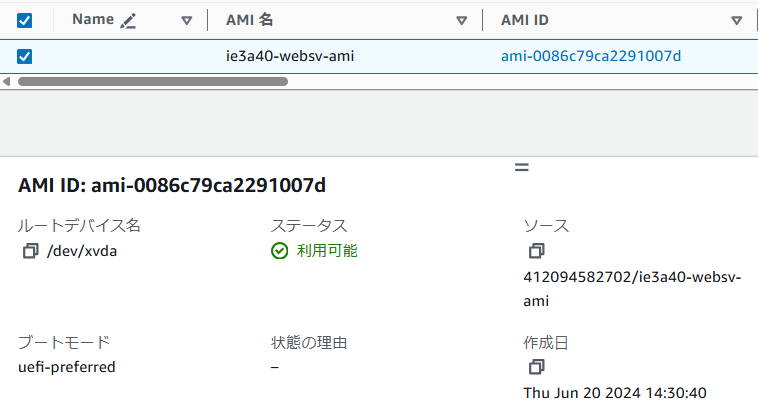 Name AMI 名 AMI ID
ie3a40-websv-ami ami-0086c79ca2291007d
AMI ID: ami-0086c79ca2291007d
ルートデバイス名 ステータス ソース
/dev/xvda 利用可能
412094582702/ie3a40-websv-
ami
ブートモード 状態の理由 作成日
uefi-preferred –
Thu Jun 20 2024 14:30:40